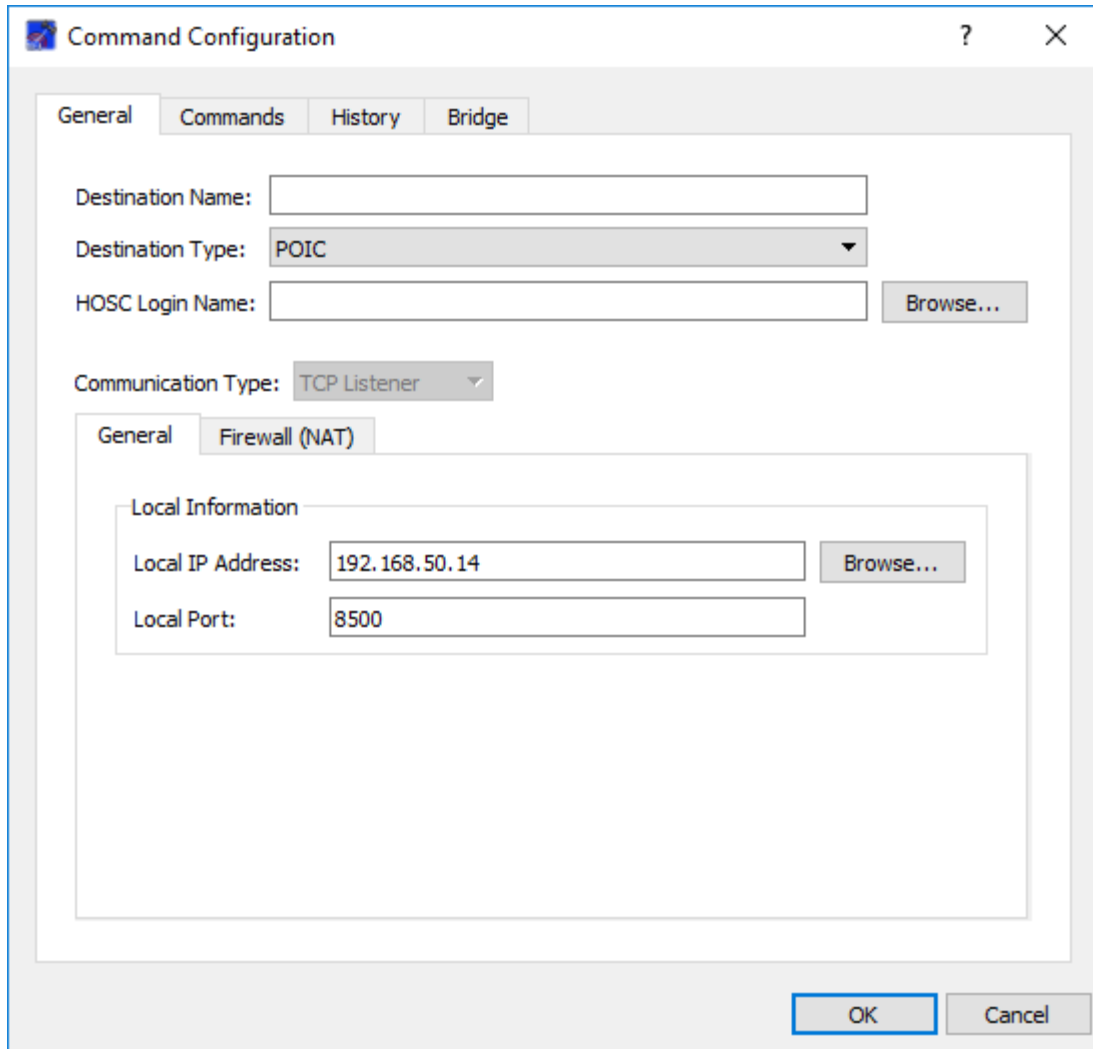 Command Configuration ?
General Commands History Bridge
Destination Name:
Destination Type: POIC
HOSC Login Name: Browse...
Communication Type: TCP Listener
General Firewall (NAT)
Local Information
Local IP Address: 192.168.50.14 Browse...
Local Port: 8500
OK Cancel